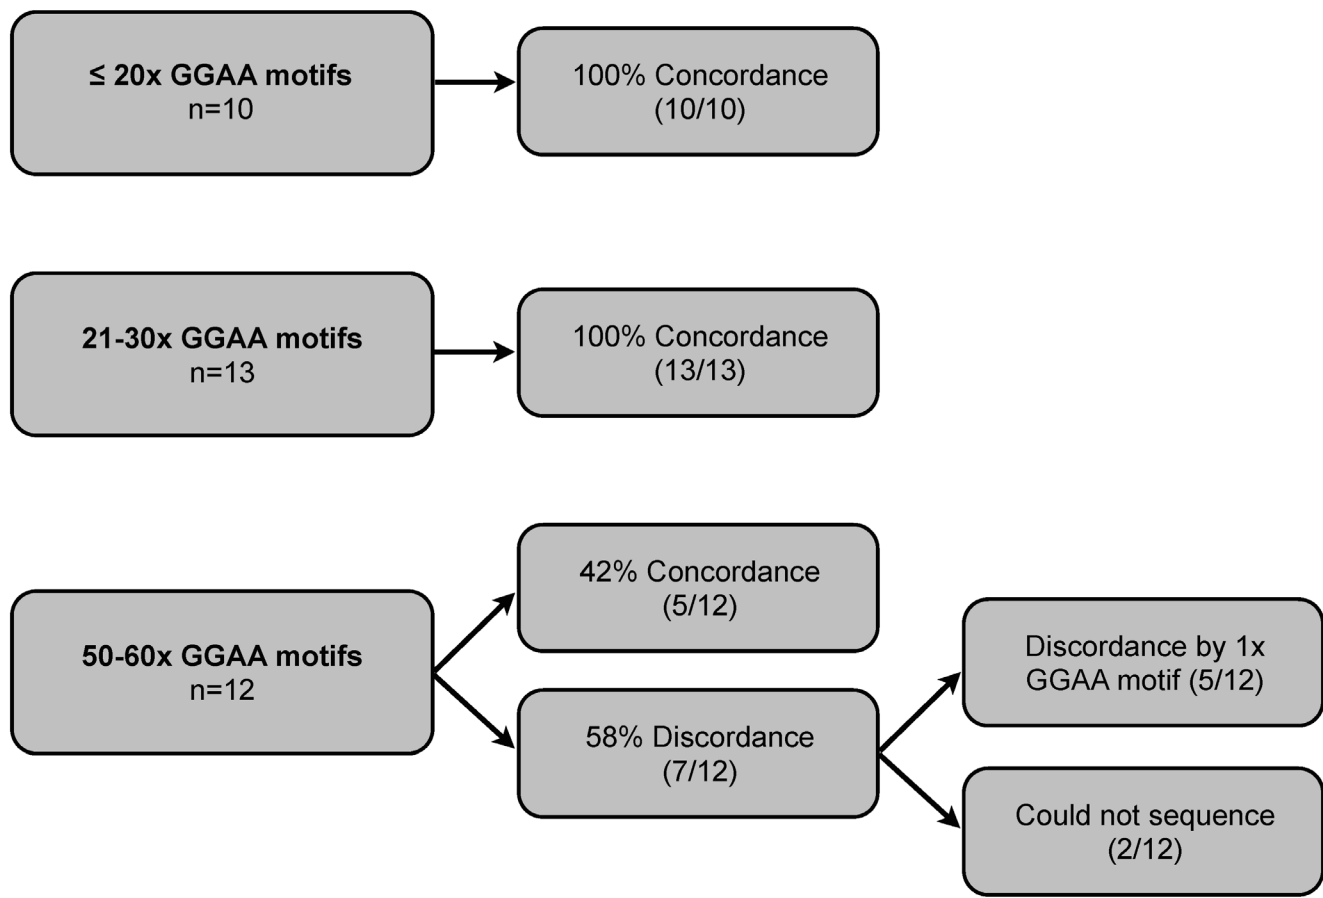 ≤ 20x GGAA motifs
n=10
100% Concordance
(10/10)
21-30x GGAA motifs
n=13
100% Concordance
(13/13)
50-60x GGAA motifs
n=12
42% Concordance
(5/12)
58% Discordance
(7/12)
Discordance by 1x
GGAA motif (5/12)
Could not sequence
(2/12)